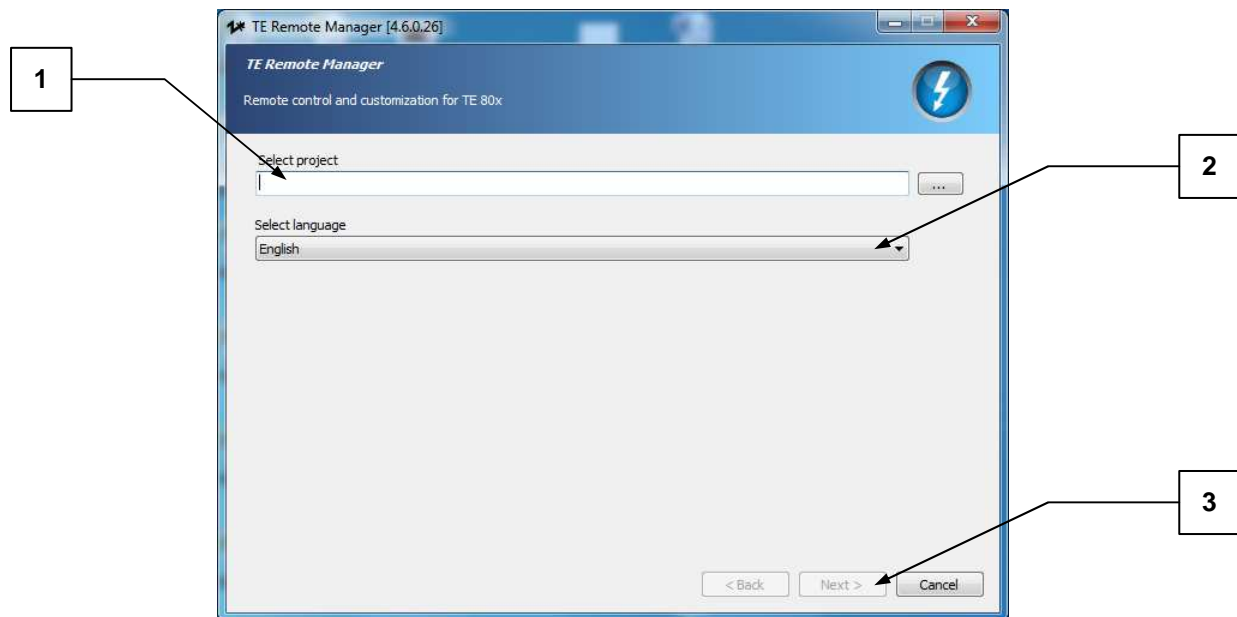 TE Remote Manager [4.6.0.26]
TE Remote Manager
1
Remote control and customization for TE 80x
Select project
...
2
Select language
English
3
< Back
Next >
Cancel